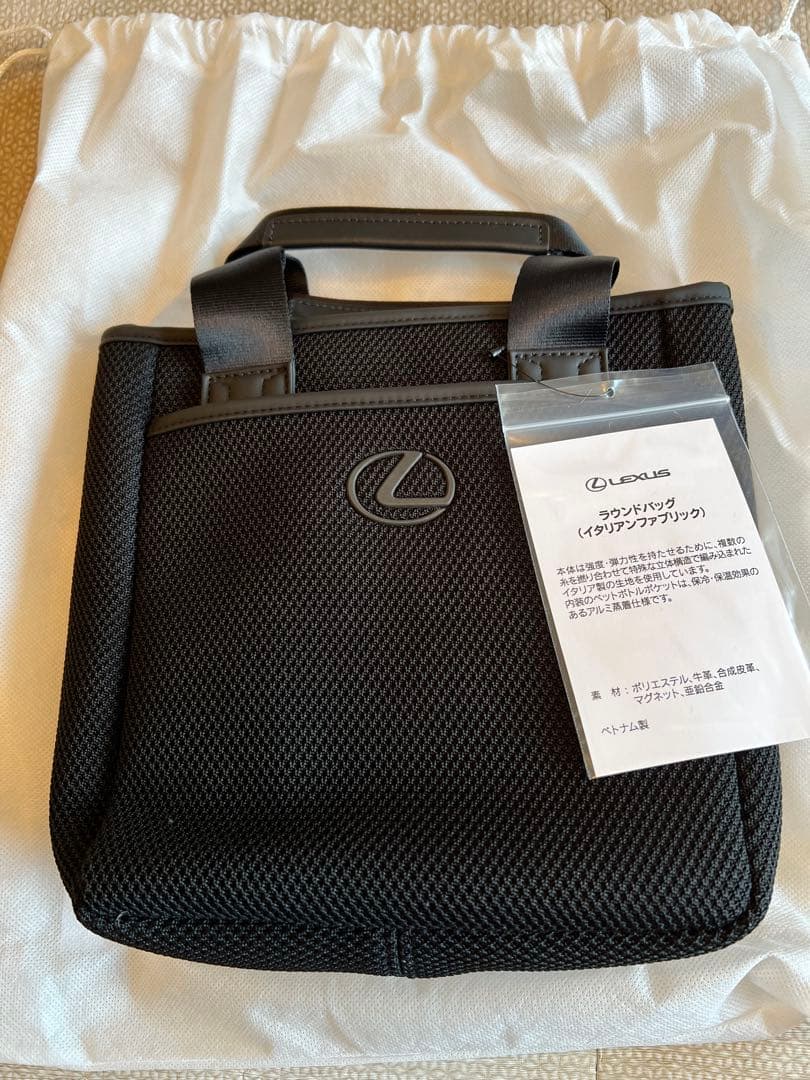 LEXUS
ラウンドバッグ
(イタリアンファブリック)
本体は強度・弾力性を持たせるために、複数の
糸を撚り合わせて特殊な立体構造で編み込まれた
イタリア製の生地を使用しています。
内装のペットボトルポケットは、保冷・保温効果の
あるアルミ蒸着仕様です。
素 材:ポリエステル、牛革、合成皮革、
マグネット、亜鉛合金
ベトナム製